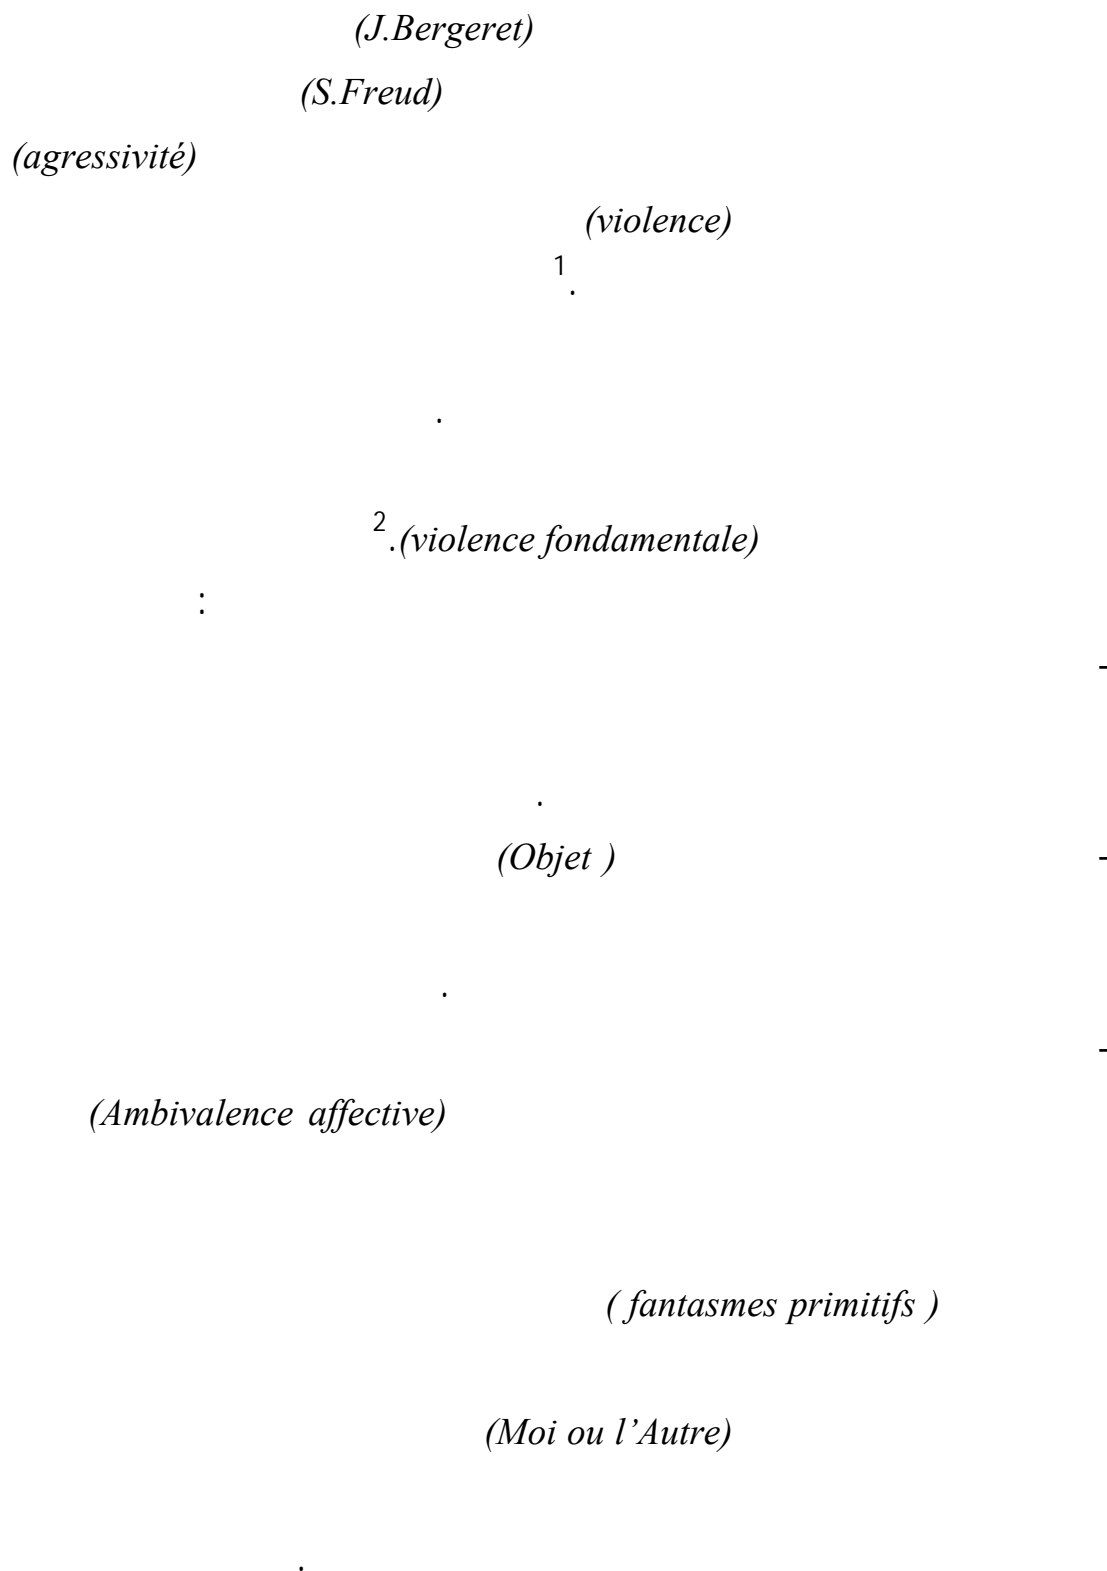 (J.Bergeret)
(S.Freud)
(agressivité)
(violence)
1.
.
2.(violence fondamentale)
:
-
.
(Objet ) -
.
-
(Ambivalence affective)
( fantasmes primitifs )
(Moi ou l’Autre)
.